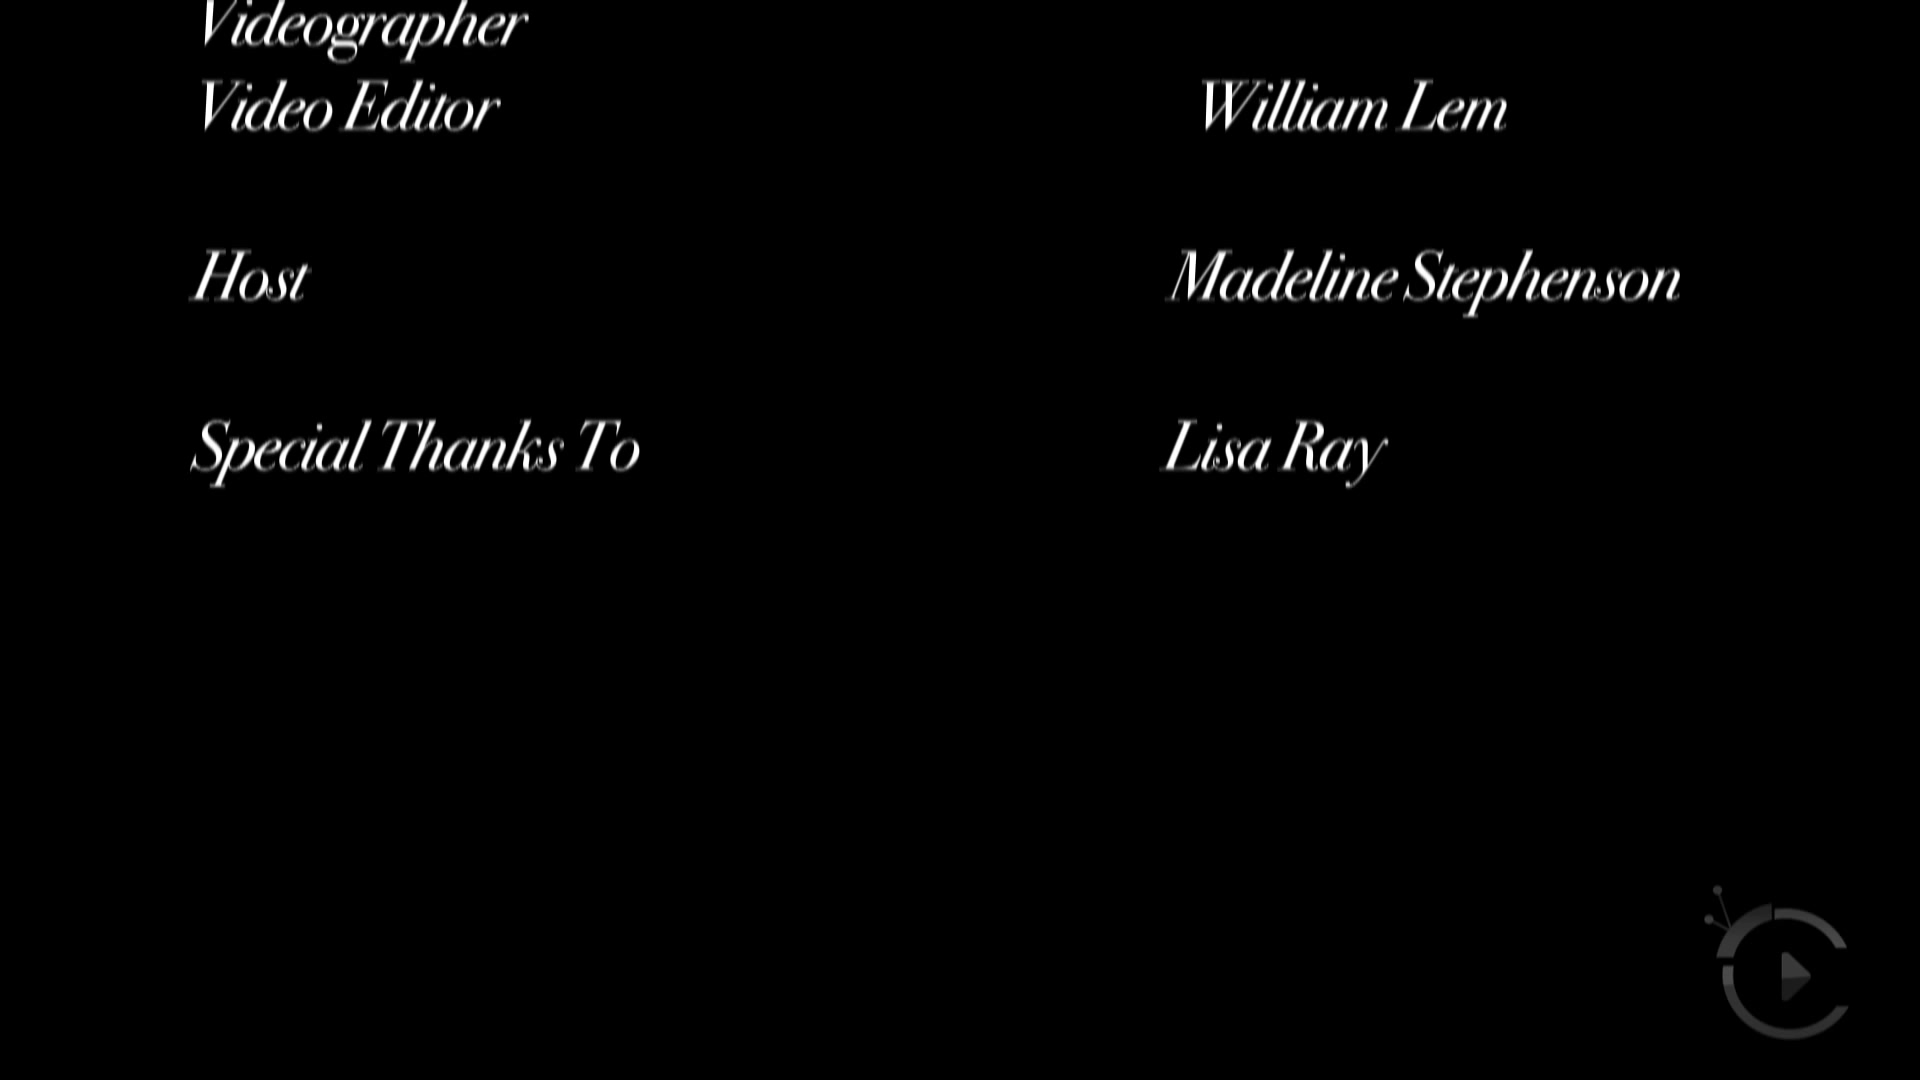 Videographer
Video Editor William Lem
Host Madeline Stephenson
Special Thanks To Lisa Ray